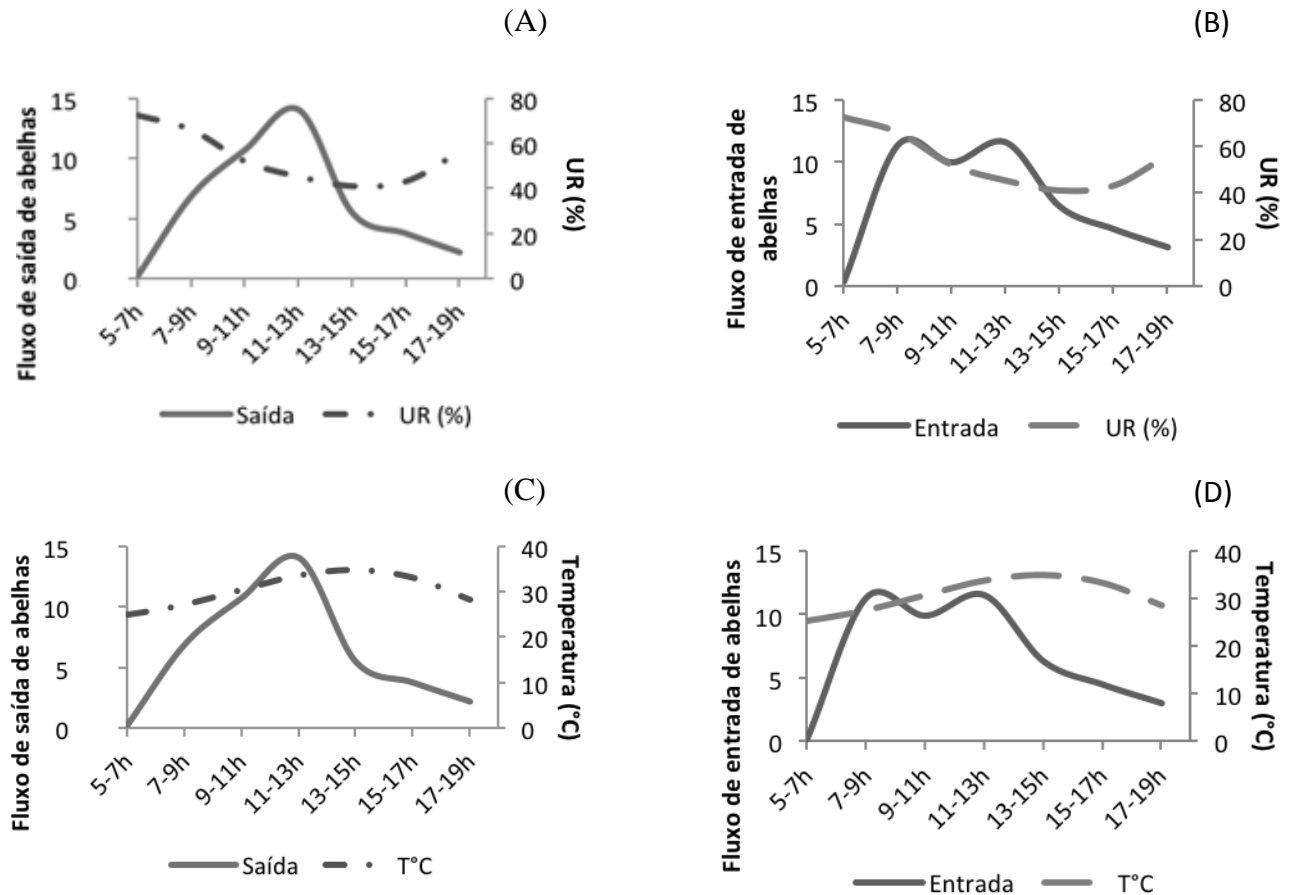 (A)
Fluxo de saída de abelhas
15
10
5
0
80
60
40
20
0
UR (%)
5-7h
7-9h
9-11h
11-13h
13-15h
15-17h
17-19h
Saída
UR (%)
(B)
Fluxo de entrada de
abelhas
15
10
5
0
80
60
40
20
0
UR (%)
5-7h
7-9h
9-11h
11-13h
13-15h
15-17h
17-19h
Entrada
UR (%)
(C)
Fluxo de saída de abelhas
15
10
5
0
40
30
20
10
0
Temperatura (°C)
5-7h
7-9h
9-11h
11-13h
13-15h
15-17h
17-19h
Saída
T°C
(D)
Fluxo de entrada de abelhas
15
10
5
0
40
30
20
10
0
Temperatura (°C)
5-7h
7-9h
9-11h
11-13h
13-15h
15-17h
17-19h
Entrada
T°C